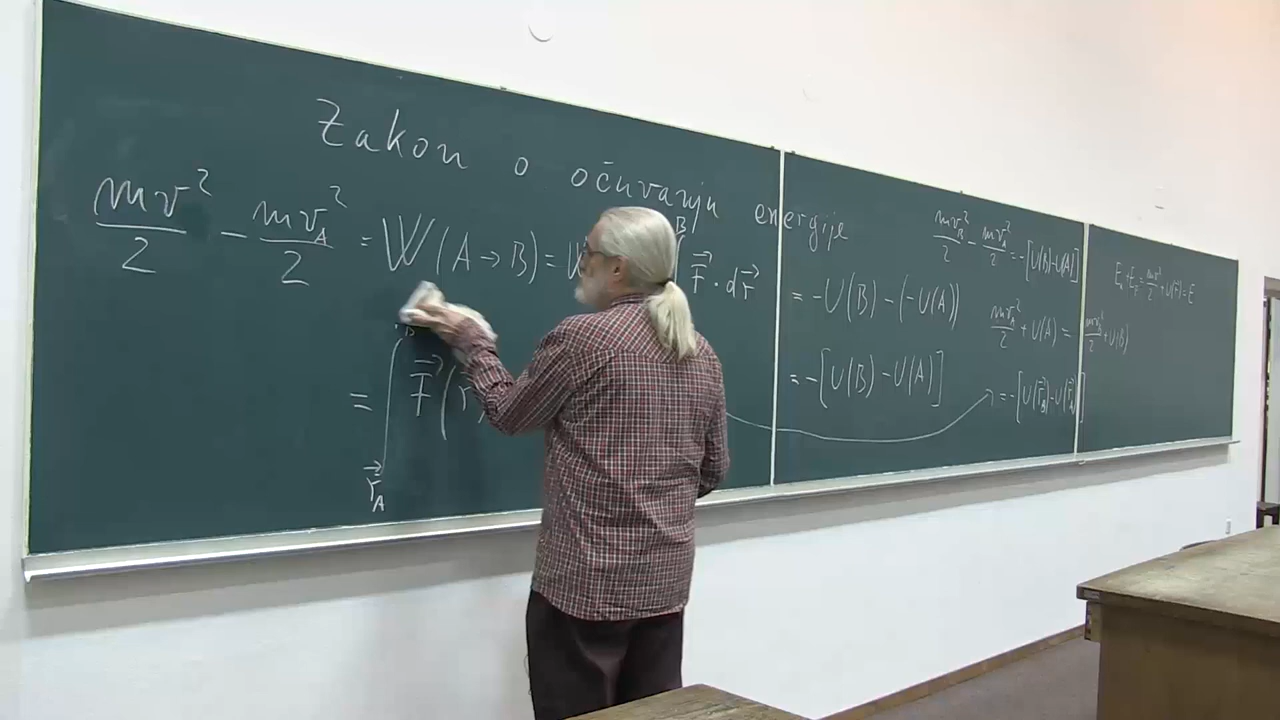 Zakon o očuvanju energije
mv²/2 - mv_A²/2 = W(A→B) = B F⃗ · dr⃗
= F⃗(r
B
r⃗_A
= -U(B) - (-U(A))
= -[U(B) - U(A)]
mv_B²/2 - mv_A²/2 = -[U(B)-U(A)]
mv_A²/2 + U(A) = mv_B²/2 + U(B)
= -[U(r⃗_B)-U(r⃗_A)]
E_k + E_p = mv²/2 + U(r⃗) = E